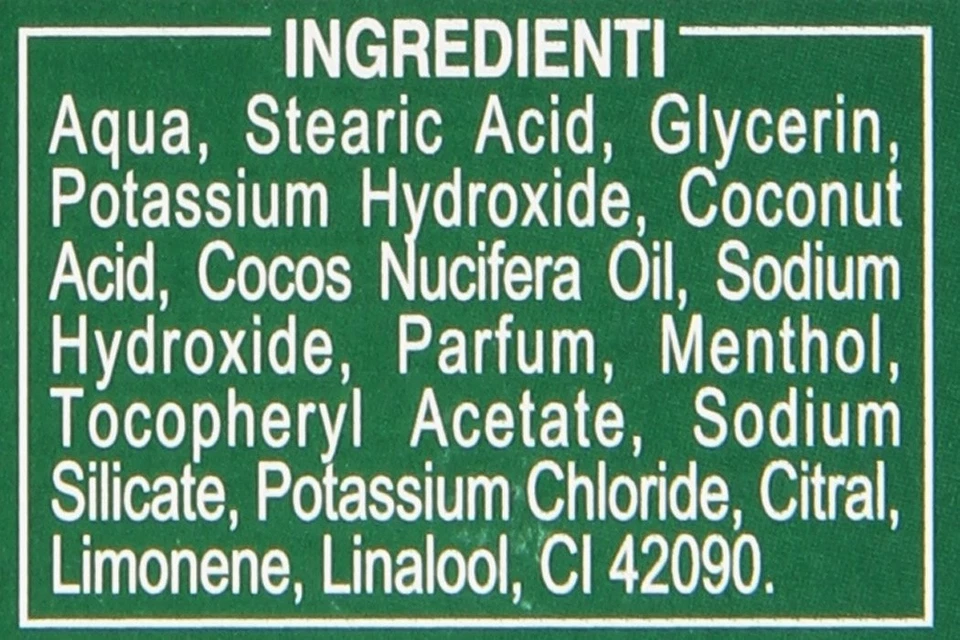 INGREDIENTI
Aqua, Stearic Acid, Glycerin,
Potassium Hydroxide, Coconut
Acid, Cocos Nucifera Oil, Sodium
Hydroxide, Parfum, Menthol,
Tocopheryl Acetate, Sodium
Silicate, Potassium Chloride, Citral,
Limonene, Linalool, CI 42090.